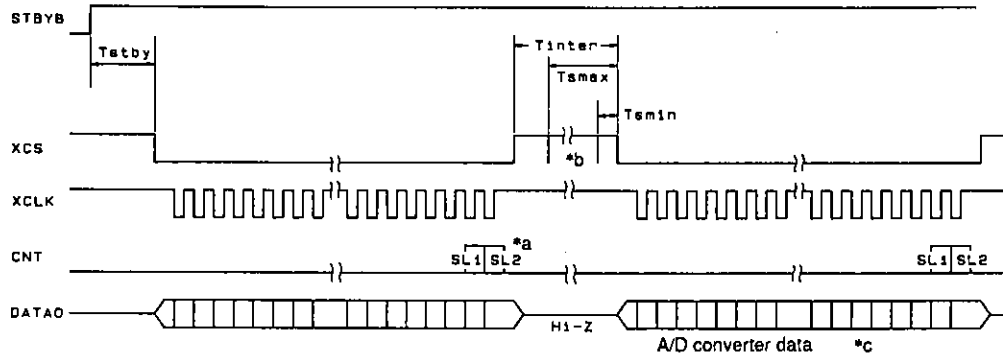 STBYB
Tstby
Tinter
Tsmax
Tsmin
XCS
*b
XCLK
CNT
SL1 SL2 *a
SL1 SL2
DATAO
Hi-Z
A/D converter data *c